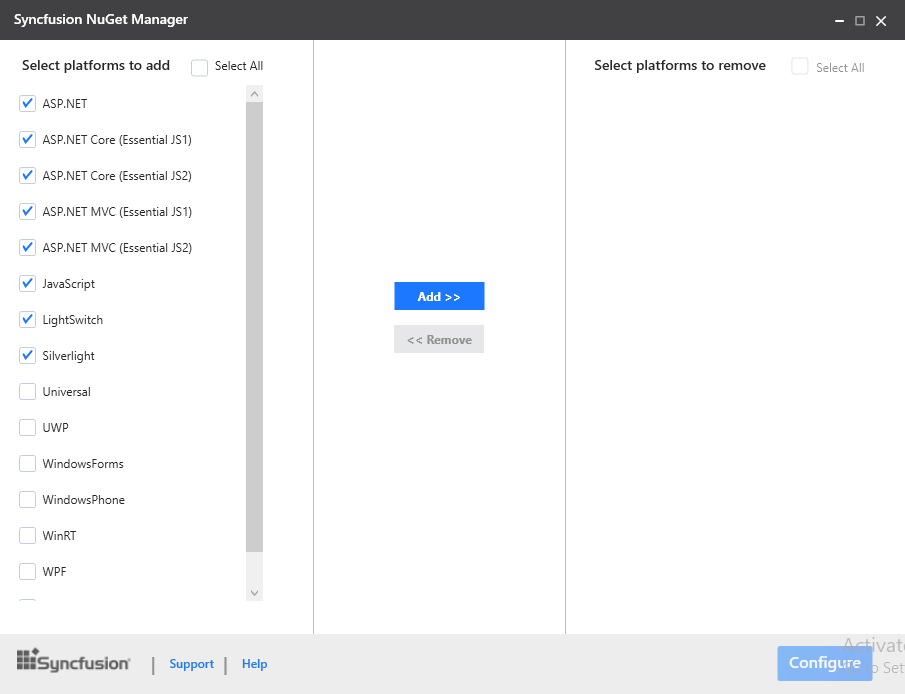 Syncfusion NuGet Manager
Select platforms to add
Select All
ASP.NET
ASP.NET Core (Essential JS1)
ASP.NET Core (Essential JS2)
ASP.NET MVC (Essential JS1)
ASP.NET MVC (Essential JS2)
JavaScript
LightSwitch
Silverlight
Universal
UWP
WindowsForms
WindowsPhone
WinRT
WPF
Add >>
<< Remove
Select platforms to remove
Select All
Syncfusion
| Support | Help
Configure
Activat